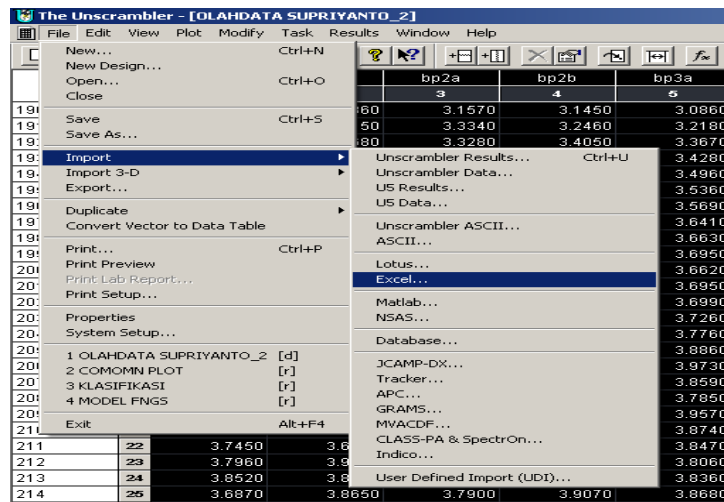 The Unscrambler - [OLAHDATA SUPRIYANTO_2]
File Edit View Plot Modify Task Results Window Help
New... Ctrl+N
New Design...
Open... Ctrl+O
Close
Save Ctrl+S
Save As...
Import
Import 3-D
Export...
Duplicate
Convert Vector to Data Table
Print... Ctrl+P
Print Preview
Print Lab Report...
Print Setup...
Properties
System Setup...
1 OLAHDATA SUPRIYANTO_2 [d]
2 COMOMN PLOT [r]
3 KLASIFIKASI [r]
4 MODEL FNGS [r]
Exit Alt+F4
Unscrambler Results... Ctrl+U
Unscrambler Data...
U5 Results...
U5 Data...
Unscrambler ASCII...
ASCII...
Lotus...
Excel...
Matlab...
NSAS...
Database...
JCAMP-DX...
Tracker...
APC...
GRAMS...
MVACDF...
CLASS-PA & SpectrOn...
Indico...
User Defined Import (UDI)...
bp2a bp2b bp3a
3 4 5
3.1570 3.1450 3.0860
3.3340 3.2460 3.2180
3.3280 3.4050 3.3670
3.4280
3.4960
3.5360
3.5690
3.6410
3.6630
3.6950
3.6620
3.6950
3.6990
3.7260
3.7760
3.8860
3.9730
3.8590
3.7850
3.9570
3.8740
211 22 3.7450 3.8470
212 23 3.7960 3.8060
213 24 3.8520 3.8360
214 25 3.6870 3.8650 3.7900 3.9070 3.8680